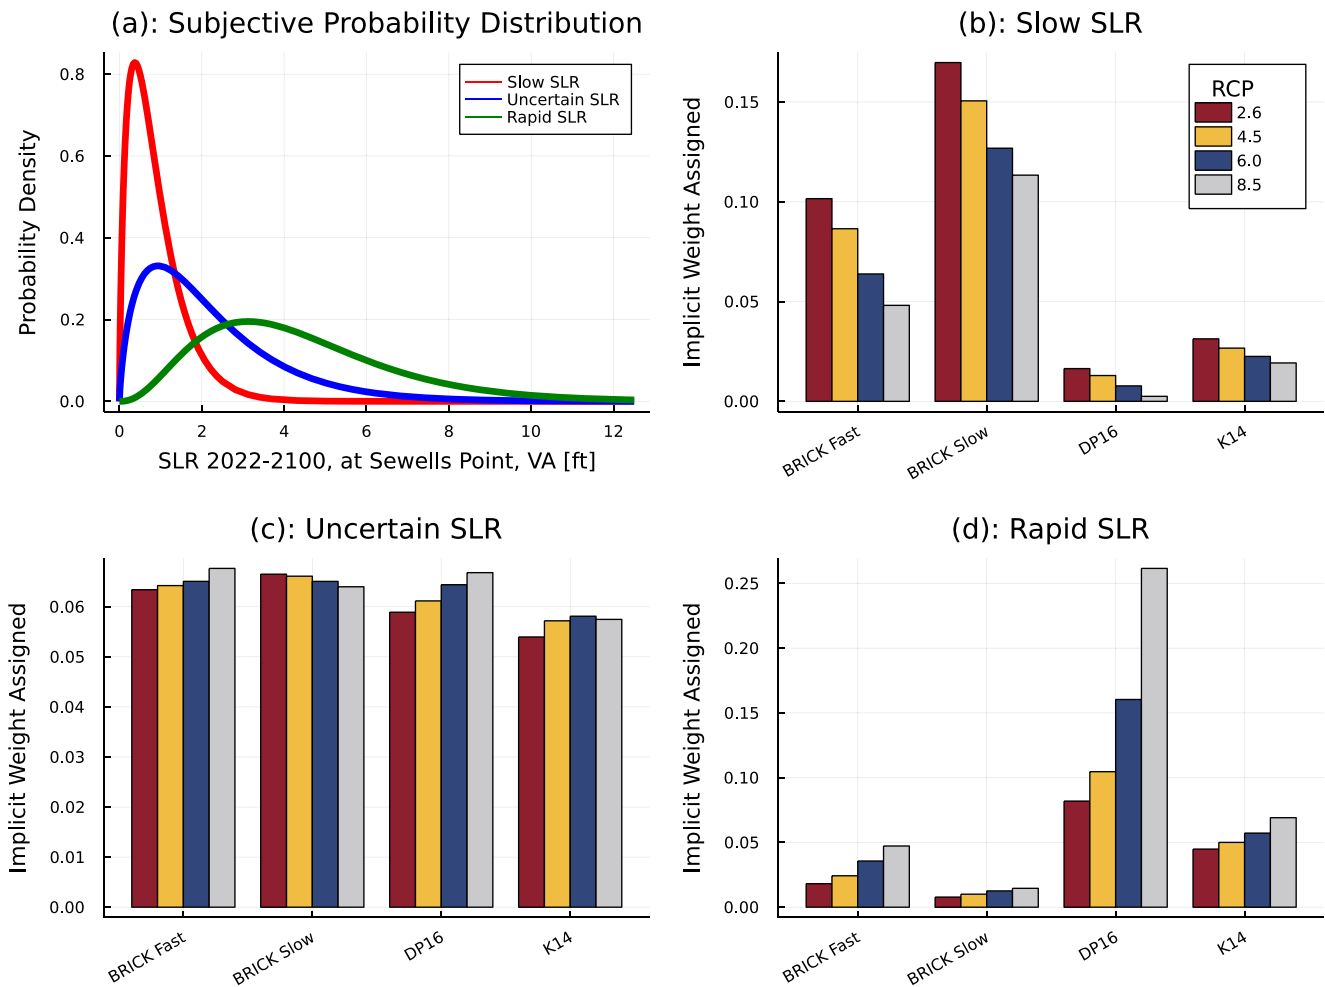 (a): Subjective Probability Distribution
Probability Density
0.8
0.6
0.4
0.2
0.0
Slow SLR
Uncertain SLR
Rapid SLR
0 2 4 6 8 10 12
SLR 2022-2100, at Sewells Point, VA [ft]
(b): Slow SLR
Implicit Weight Assigned
0.15
0.10
0.05
0.00
RCP
2.6
4.5
6.0
8.5
BRICK Fast BRICK Slow DP16 K14
(c): Uncertain SLR
Implicit Weight Assigned
0.06
0.05
0.04
0.03
0.02
0.01
0.00
BRICK Fast BRICK Slow DP16 K14
(d): Rapid SLR
Implicit Weight Assigned
0.25
0.20
0.15
0.10
0.05
0.00
BRICK Fast BRICK Slow DP16 K14